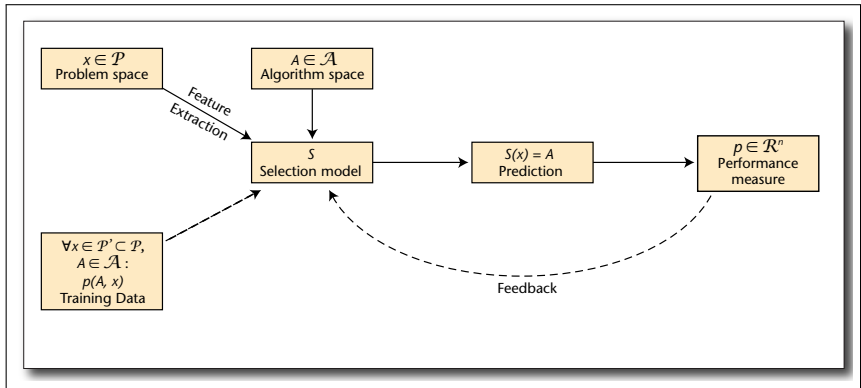 x ∈ 𝒫
Problem space
A ∈ 𝒜
Algorithm space
Feature
Extraction
S
Selection model
S(x) = A
Prediction
p ∈ ℛⁿ
Performance
measure
∀x ∈ 𝒫' ⊂ 𝒫,
A ∈ 𝒜 :
p(A, x)
Training Data
Feedback